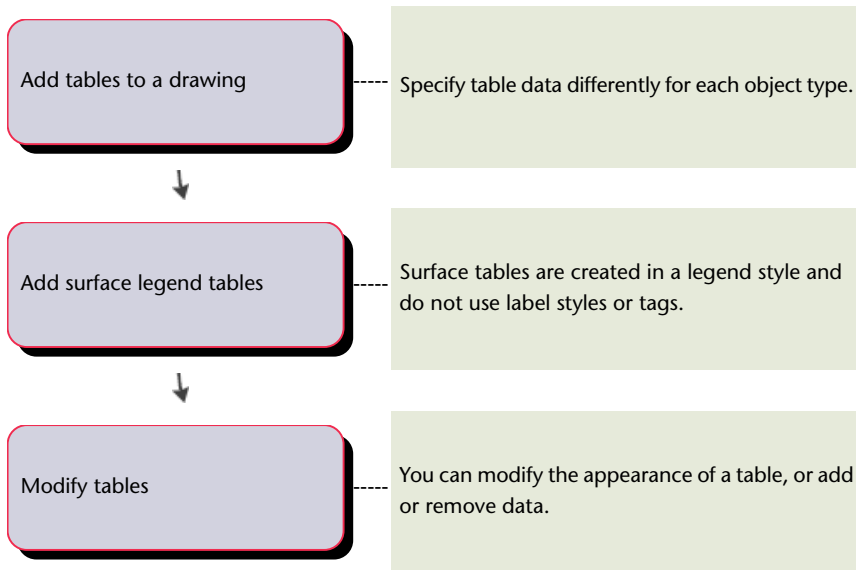 Add tables to a drawing
Specify table data differently for each object type.
Add surface legend tables
Surface tables are created in a legend style and
do not use label styles or tags.
Modify tables
You can modify the appearance of a table, or add
or remove data.